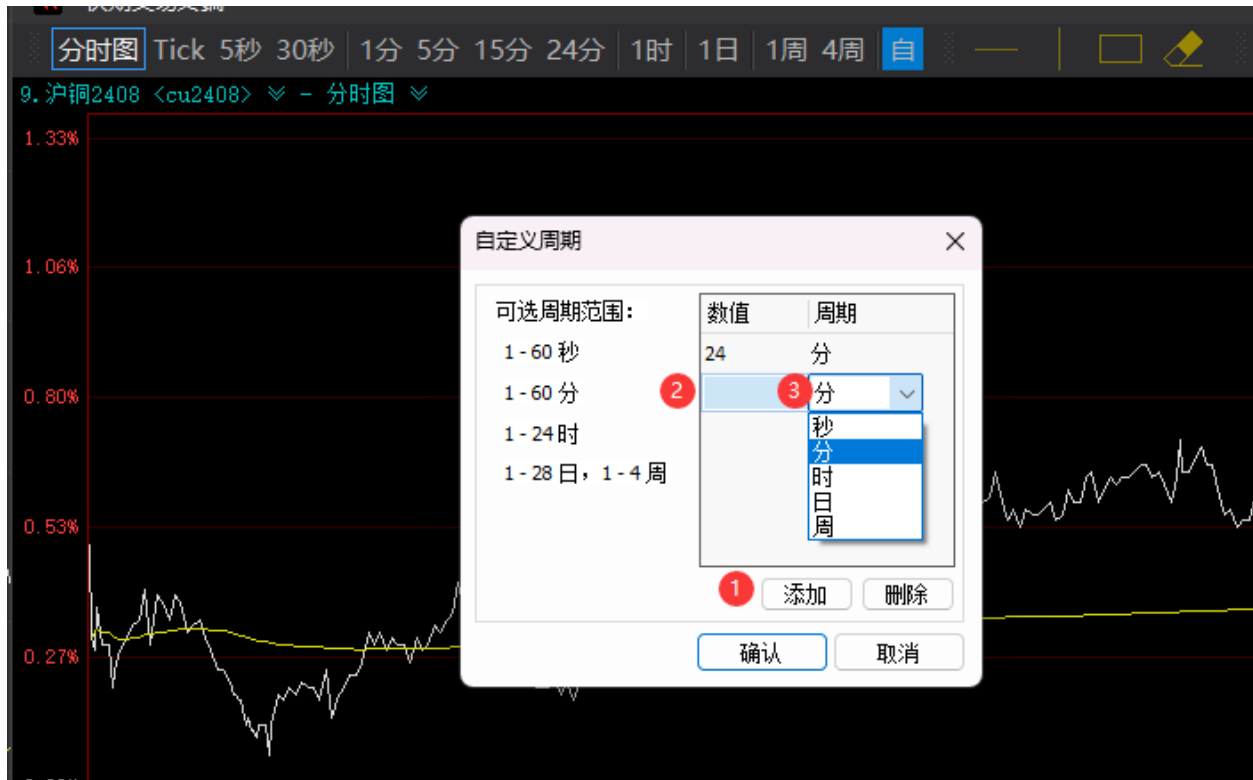 分时图 Tick 5秒 30秒 1分 5分 15分 24分 1时 1日 1周 4周 自
9.沪铜2408 <cu2408> - 分时图
1.33%
1.06%
0.80%
0.53%
0.27%
自定义周期
可选周期范围:
1-60 秒
1-60 分
1-24 时
1-28 日，1-4 周
数值 周期
24 分
2 3 分
秒
分
时
日
周
1 添加 删除
确认 取消